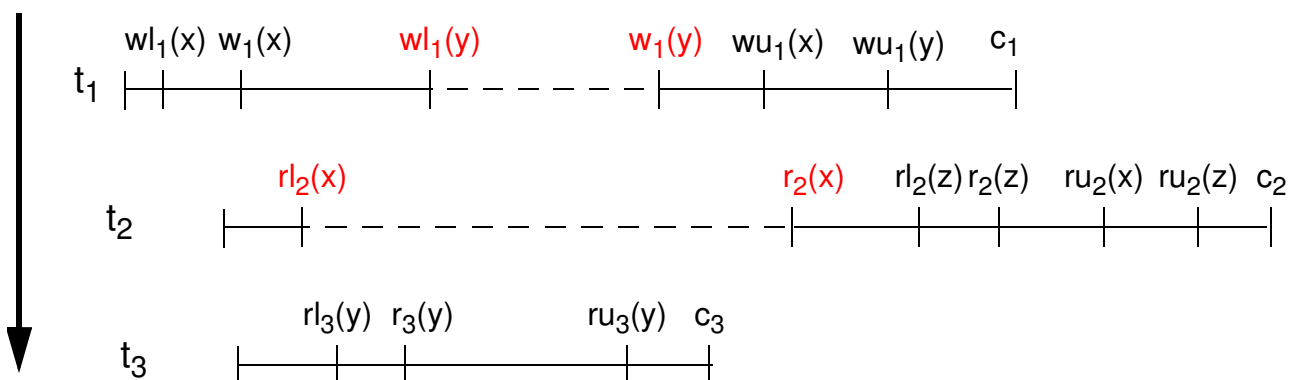 wl₁(x) w₁(x) wl₁(y) w₁(y) wu₁(x) wu₁(y) c₁
t₁
rl₂(x) r₂(x) rl₂(z) r₂(z) ru₂(x) ru₂(z) c₂
t₂
rl₃(y) r₃(y) ru₃(y) c₃
t₃